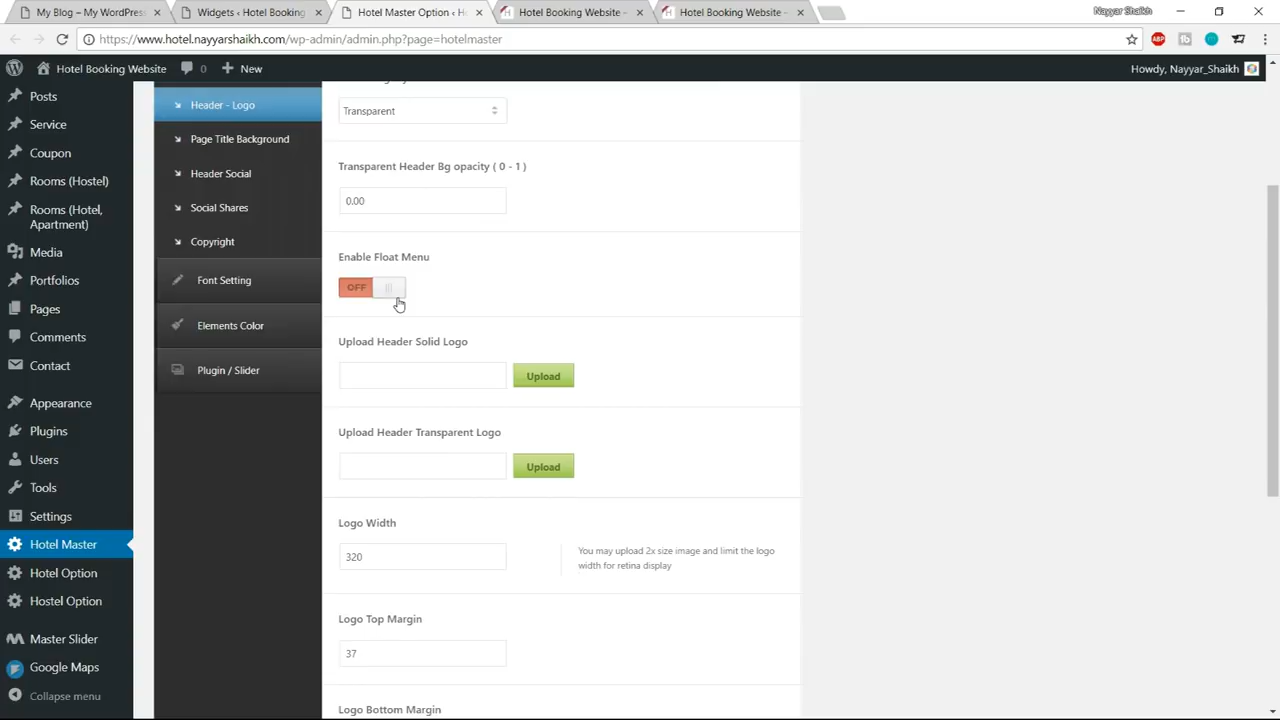 My Blog – My WordPress
Widgets ‹ Hotel Booking
Hotel Master Option ‹ H
Hotel Booking Website –
Hotel Booking Website –
Nayyar Shaikh
https://www.hotel.nayyarshaikh.com/wp-admin/admin.php?page=hotelmaster
ABP
fb
Hotel Booking Website
0
New
Howdy, Nayyar_Shaikh
Posts
Service
Coupon
Rooms (Hostel)
Rooms (Hotel,
Apartment)
Media
Portfolios
Pages
Comments
Contact
Appearance
Plugins
Users
Tools
Settings
Hotel Master
Hotel Option
Hostel Option
Master Slider
Google Maps
Collapse menu
Header - Logo
Page Title Background
Header Social
Social Shares
Copyright
Font Setting
Elements Color
Plugin / Slider
Transparent
Transparent Header Bg opacity ( 0 - 1 )
0.00
Enable Float Menu
OFF
Upload Header Solid Logo
Upload
Upload Header Transparent Logo
Upload
Logo Width
320
You may upload 2x size image and limit the logo
width for retina display
Logo Top Margin
37
Logo Bottom Margin